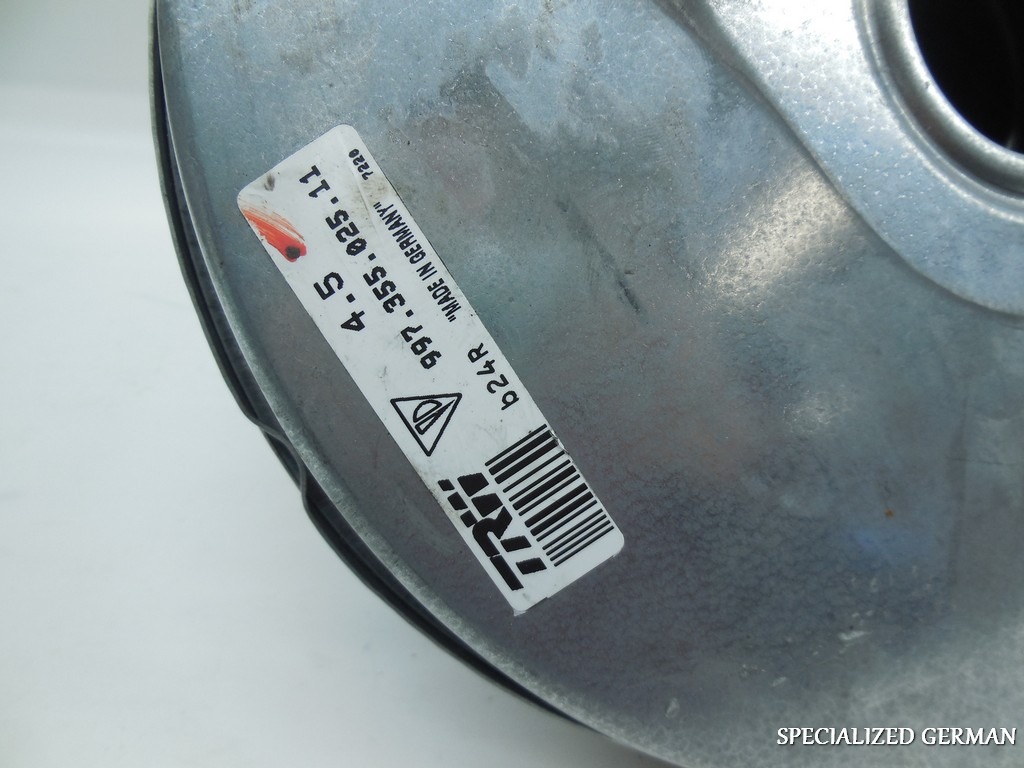 7220
"MADE IN GERMANY"
997.355.025.11
4.5
b24R
TRW
SPECIALIZED GERMAN